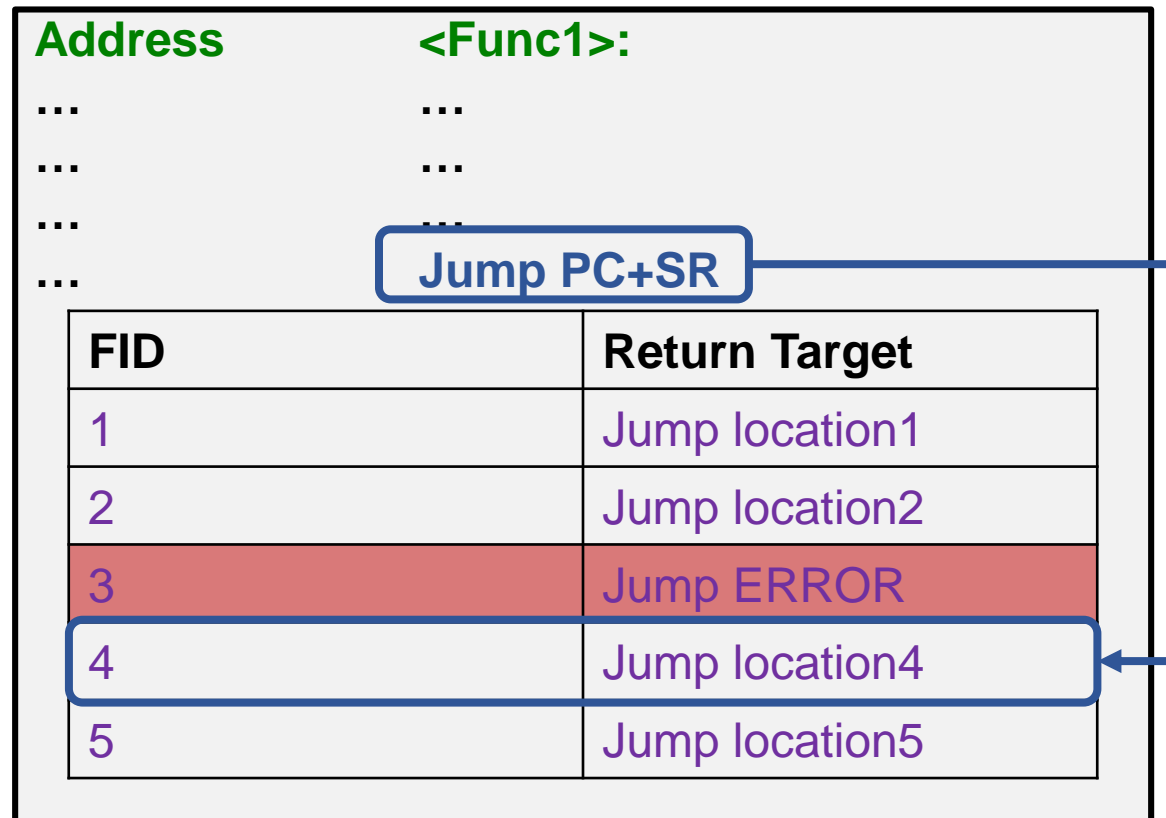 Address <Func1>:
… …
… …
… …
… Jump PC+SR
FID Return Target
1 Jump location1
2 Jump location2
3 Jump ERROR
4 Jump location4
5 Jump location5